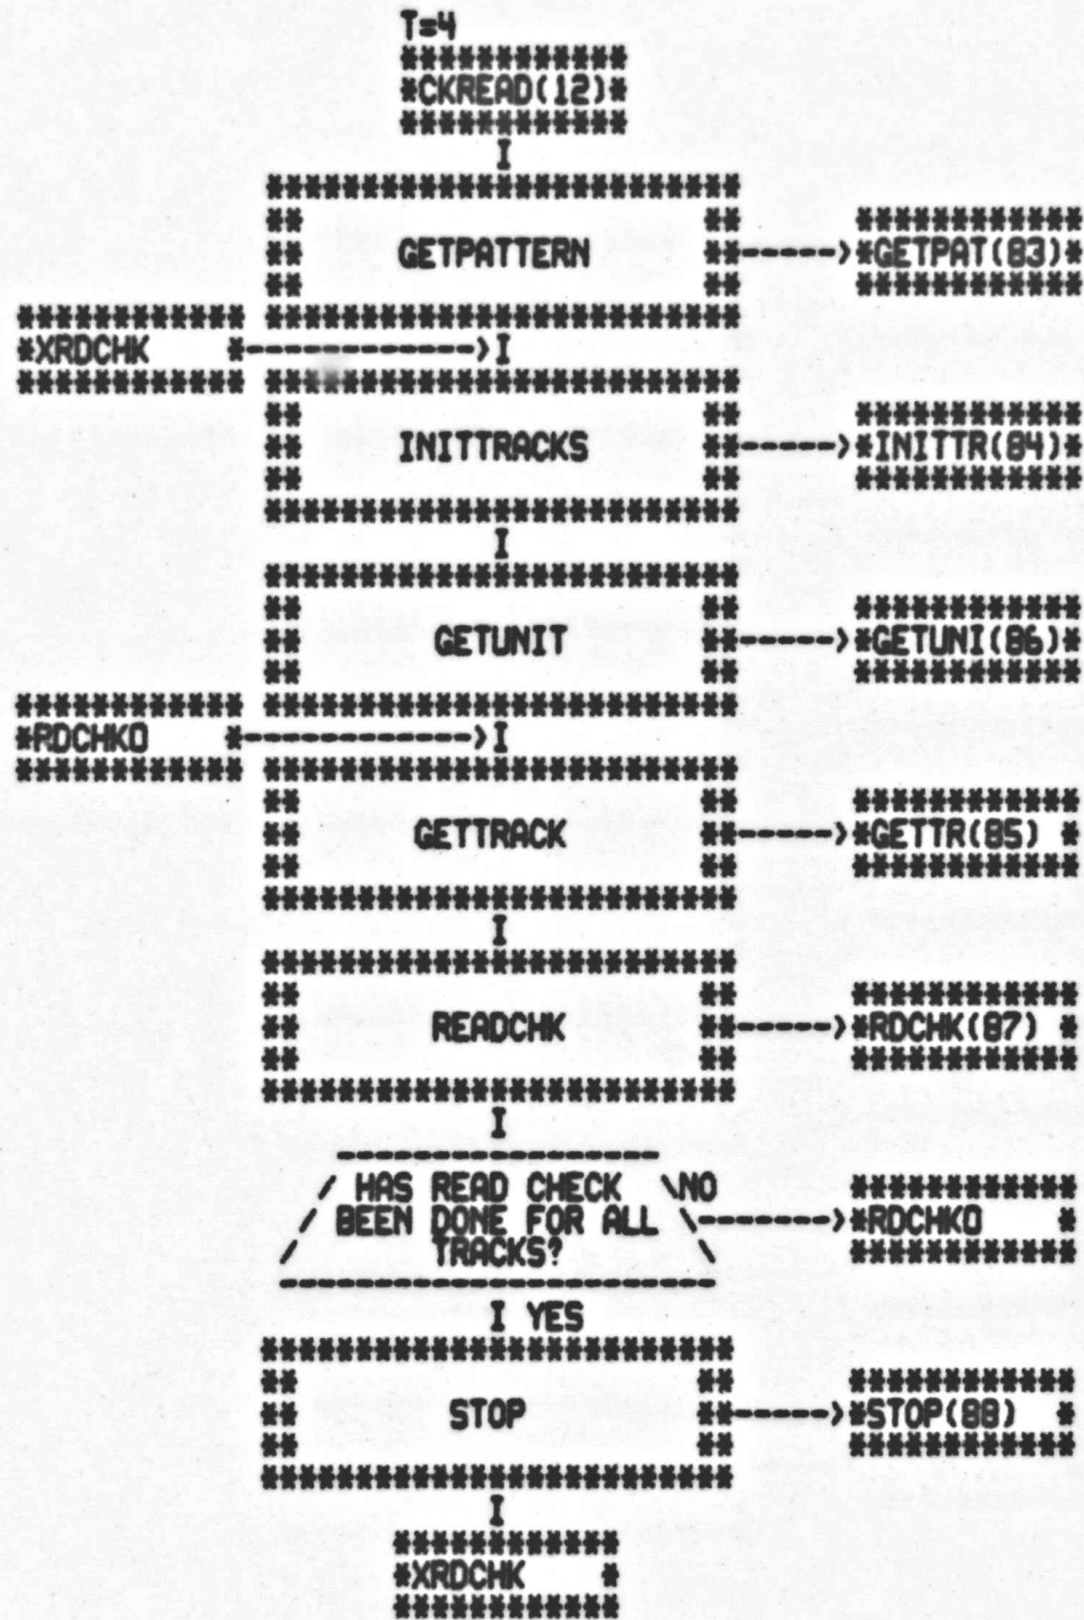 T=4
*CKREAD(12)*
GETPATTERN
*GETPAT(83)*
*XRDCHK *
INITTRACKS
*INITTR(84)*
GETUNIT
*GETUNI(86)*
*RDCHK0 *
GETTRACK
*GETTR(85) *
READCHK
*RDCHK(87) *
HAS READ CHECK NO
BEEN DONE FOR ALL
*RDCHK0 *
TRACKS?
I YES
STOP
*STOP(88) *
*XRDCHK *